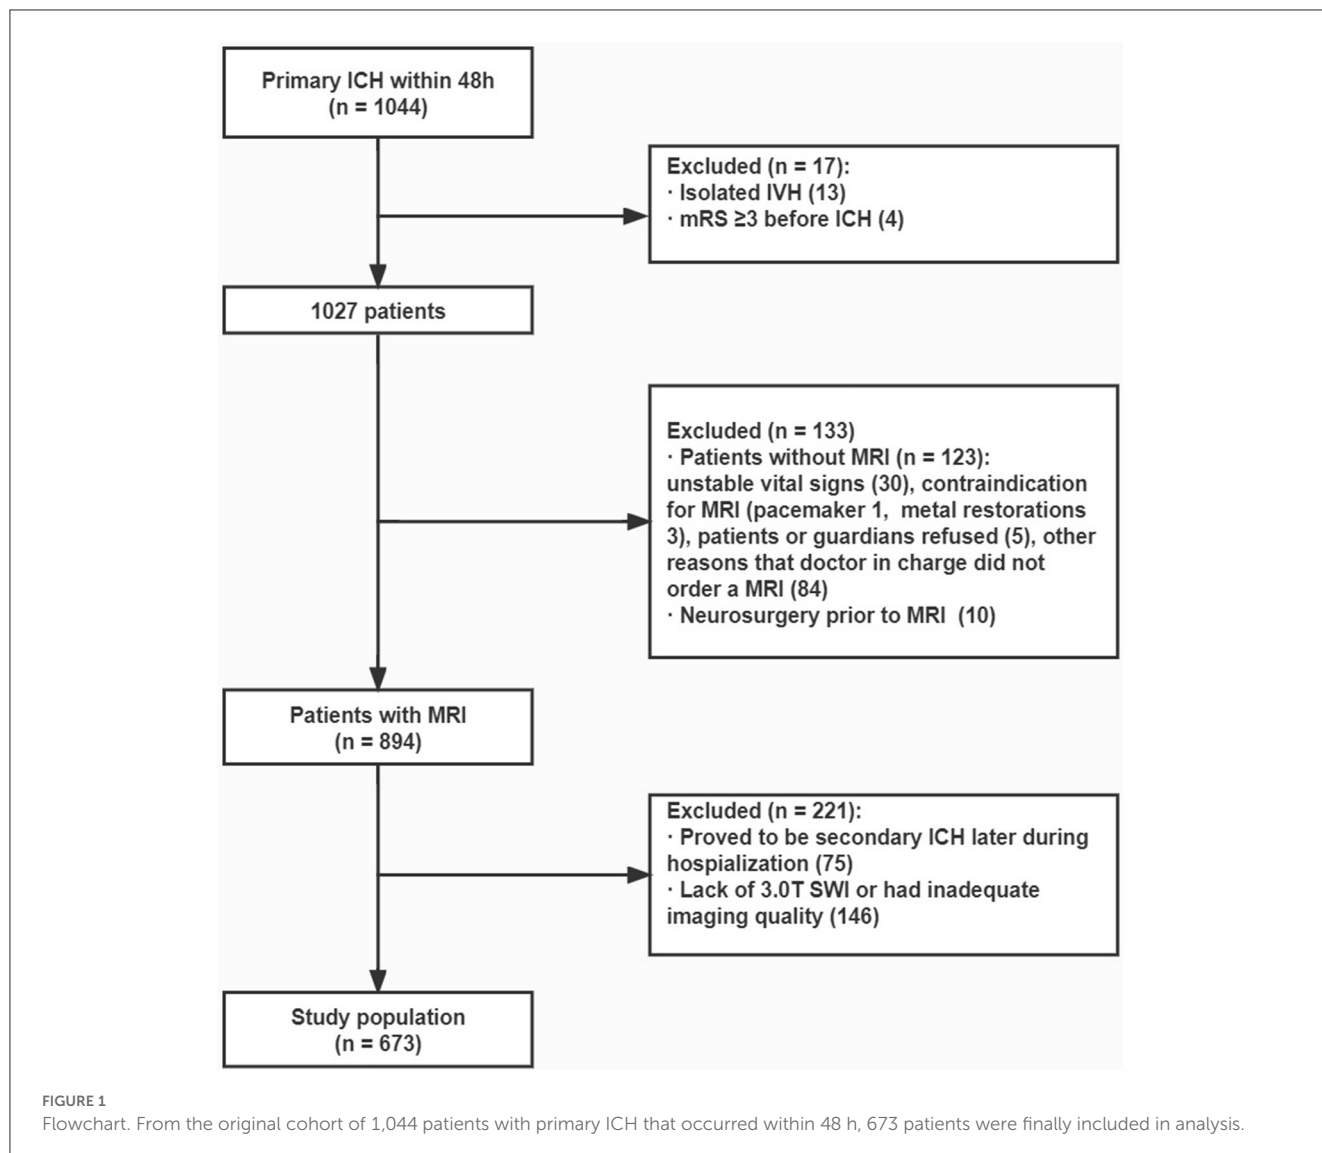 Primary ICH within 48h
(n = 1044)
Excluded (n = 17):
· Isolated IVH (13)
· mRS ≥3 before ICH (4)
1027 patients
Excluded (n = 133)
· Patients without MRI (n = 123):
unstable vital signs (30), contraindication
for MRI (pacemaker 1, metal restorations
3), patients or guardians refused (5), other
reasons that doctor in charge did not
order a MRI (84)
· Neurosurgery prior to MRI (10)
Patients with MRI
(n = 894)
Excluded (n = 221):
· Proved to be secondary ICH later during
hospialization (75)
· Lack of 3.0T SWI or had inadequate
imaging quality (146)
Study population
(n = 673)
FIGURE 1
Flowchart. From the original cohort of 1,044 patients with primary ICH that occurred within 48 h, 673 patients were finally included in analysis.